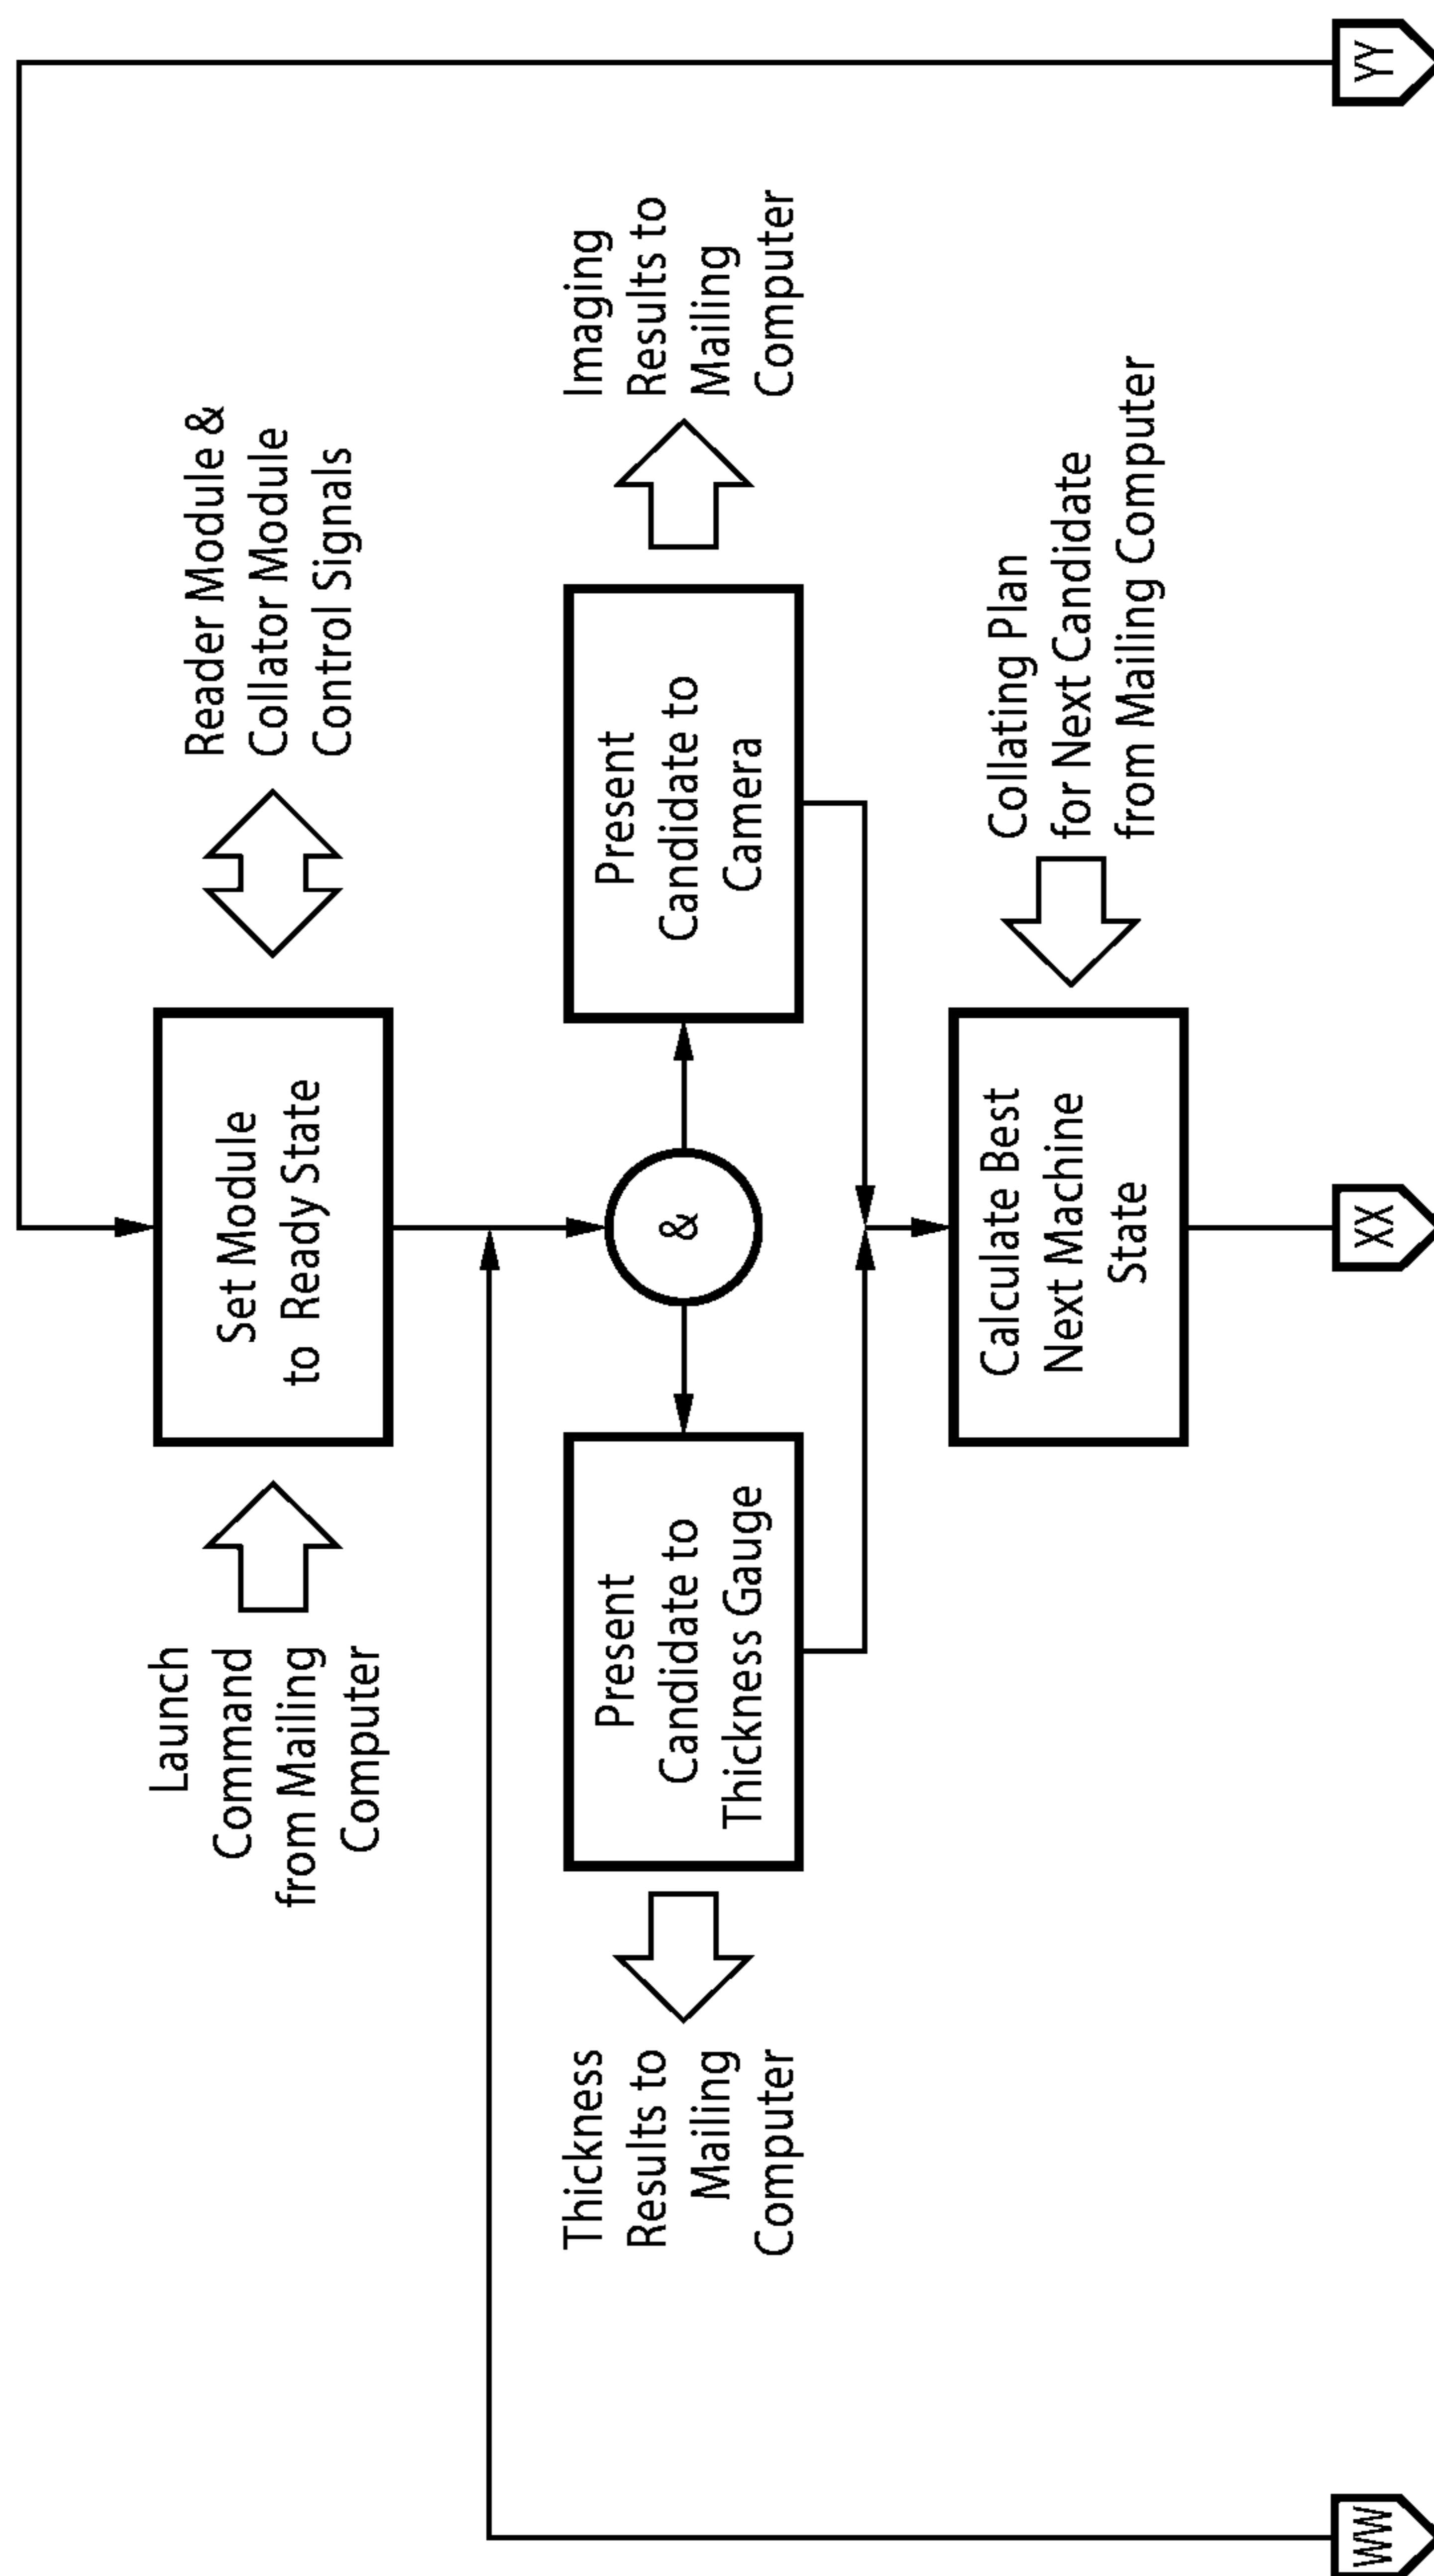 Launch
Command
from Mailing
Computer
Set Module
to Ready State
Reader Module &
Collator Module
Control Signals
Thickness
Results to
Mailing
Computer
Present
Candidate to
Thickness Gauge
&
Present
Candidate to
Camera
Imaging
Results to
Mailing
Computer
Calculate Best
Next Machine
State
Collating Plan
for Next Candidate
from Mailing Computer
WW
XX
YY